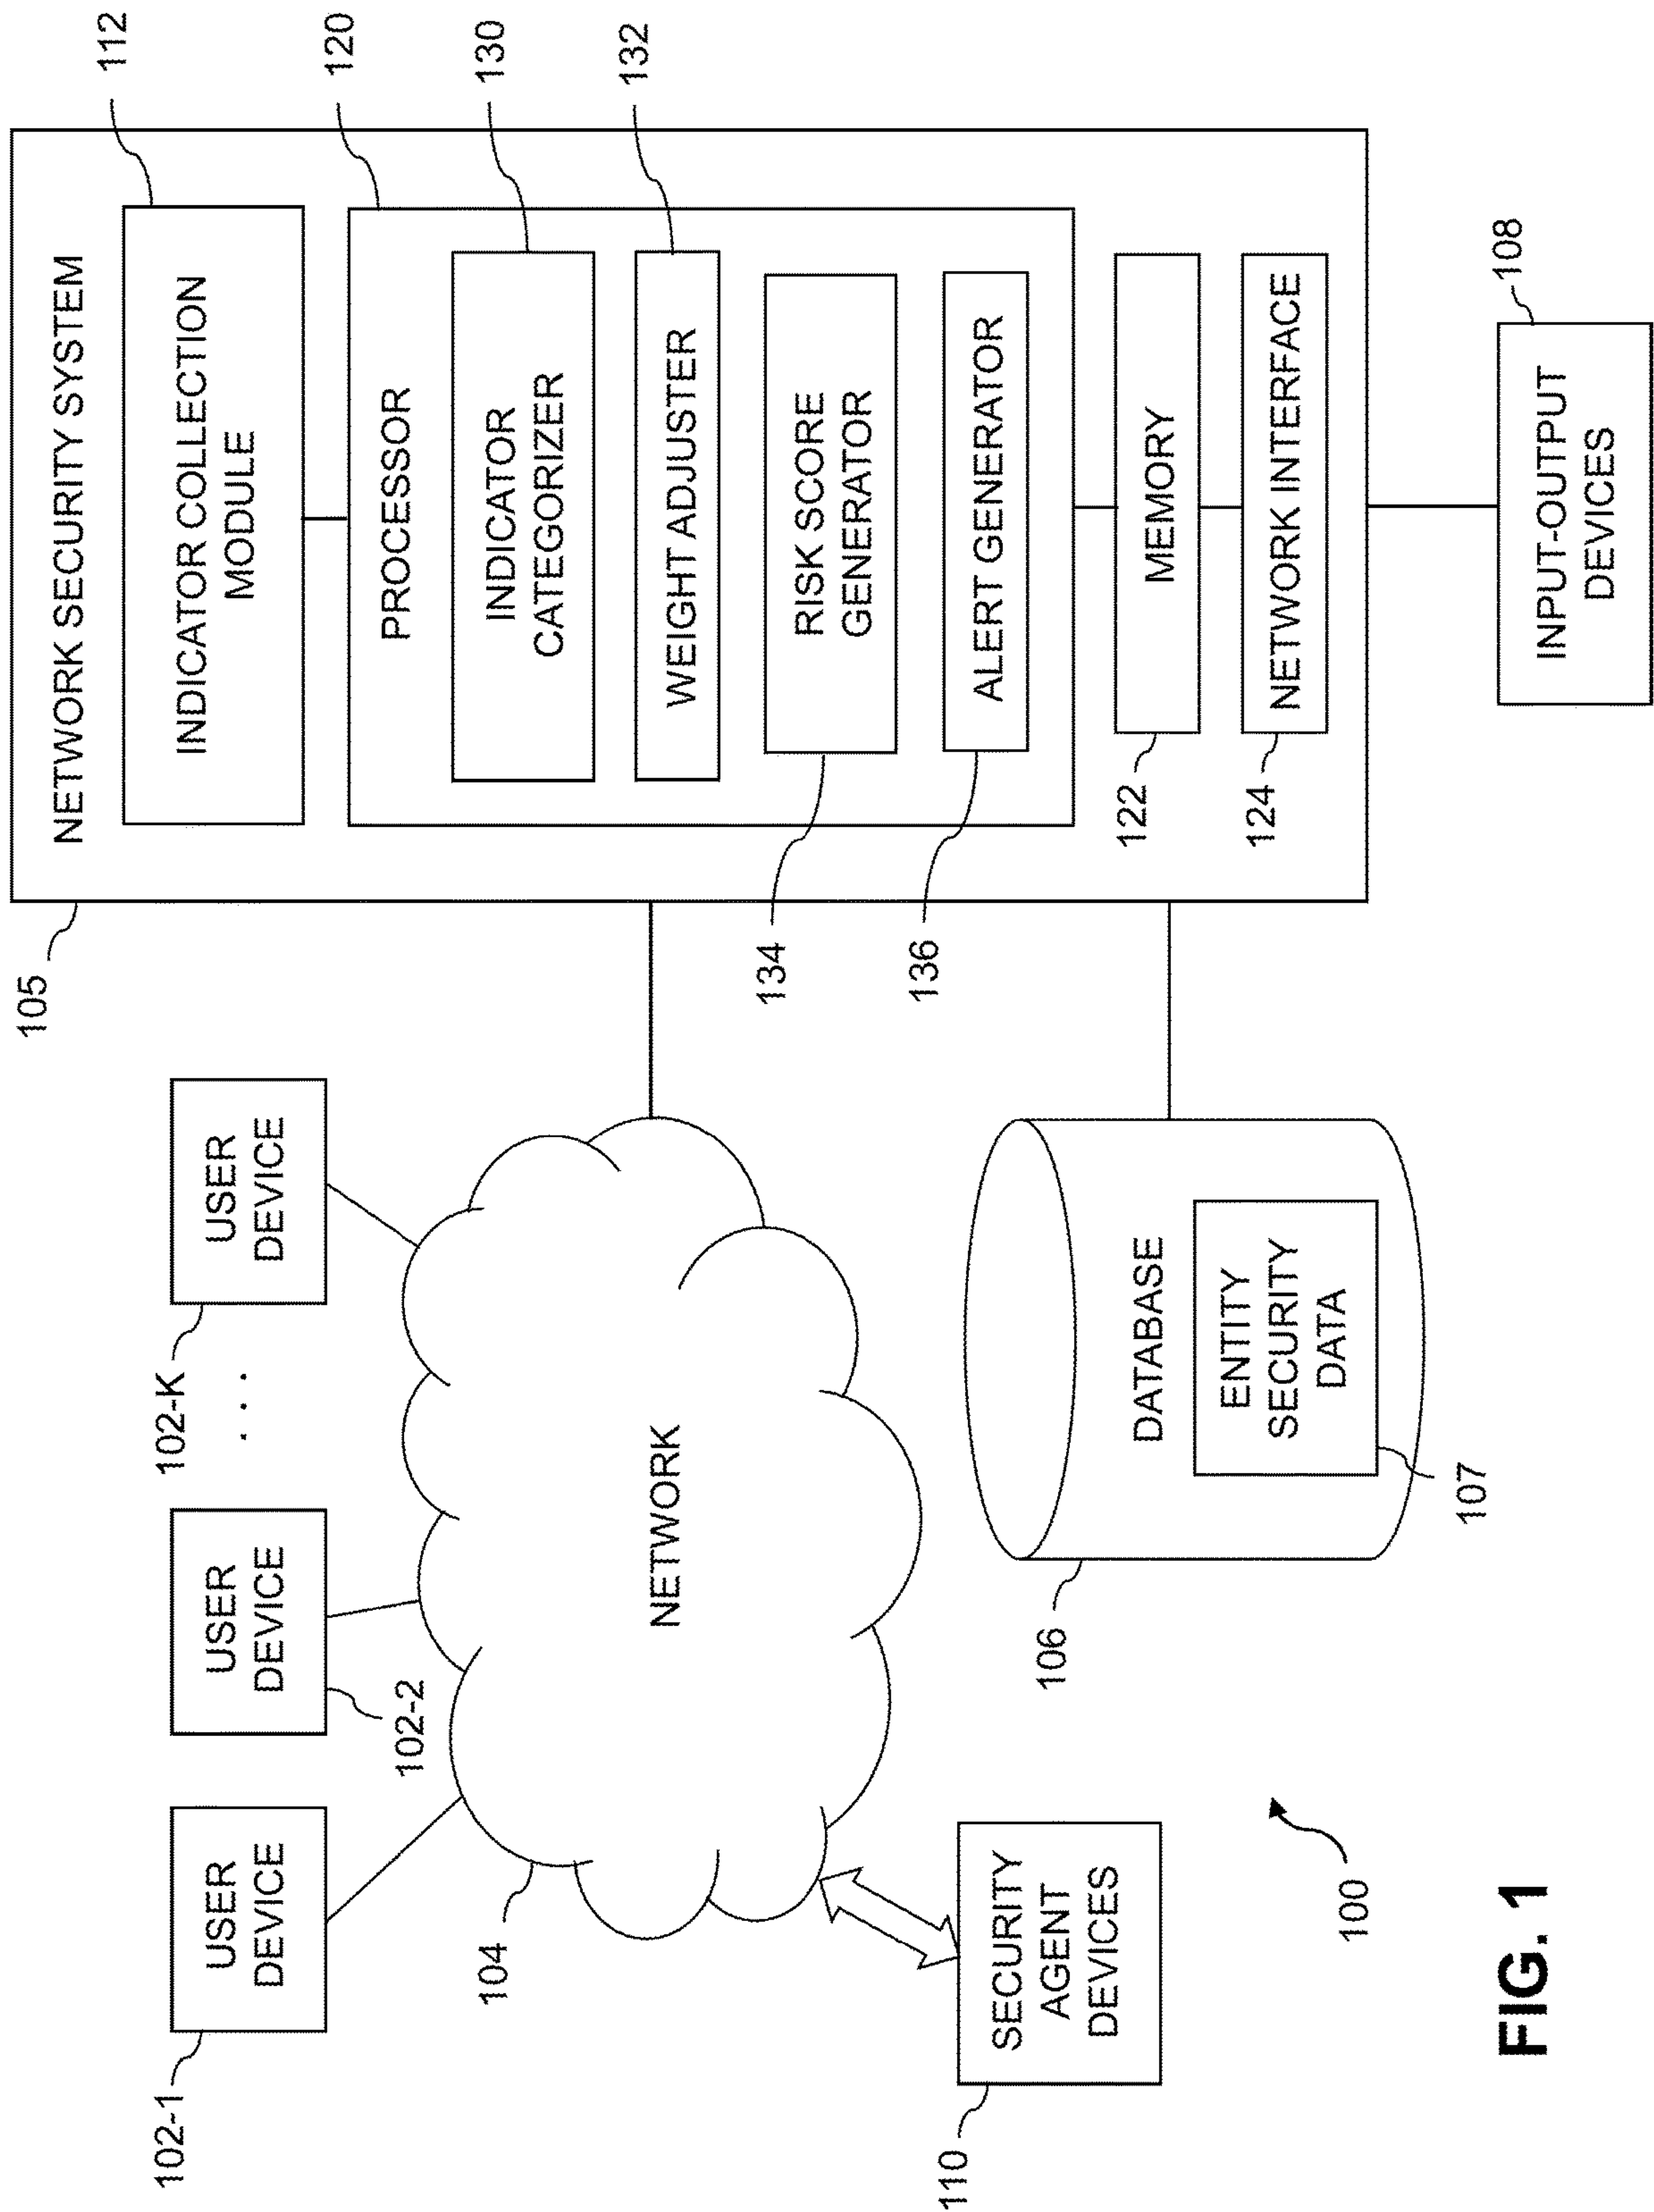 102-1
USER
DEVICE
USER
DEVICE
102-2
102-K
. . .
USER
DEVICE
104
NETWORK
110
SECURITY
AGENT
DEVICES
106
DATABASE
ENTITY
SECURITY
DATA
107
105
NETWORK SECURITY SYSTEM
INDICATOR COLLECTION
MODULE
112
PROCESSOR
120
INDICATOR
CATEGORIZER
130
WEIGHT ADJUSTER
132
RISK SCORE
GENERATOR
134
ALERT GENERATOR
136
MEMORY
122
NETWORK INTERFACE
124
INPUT-OUTPUT
DEVICES
108
100
FIG. 1